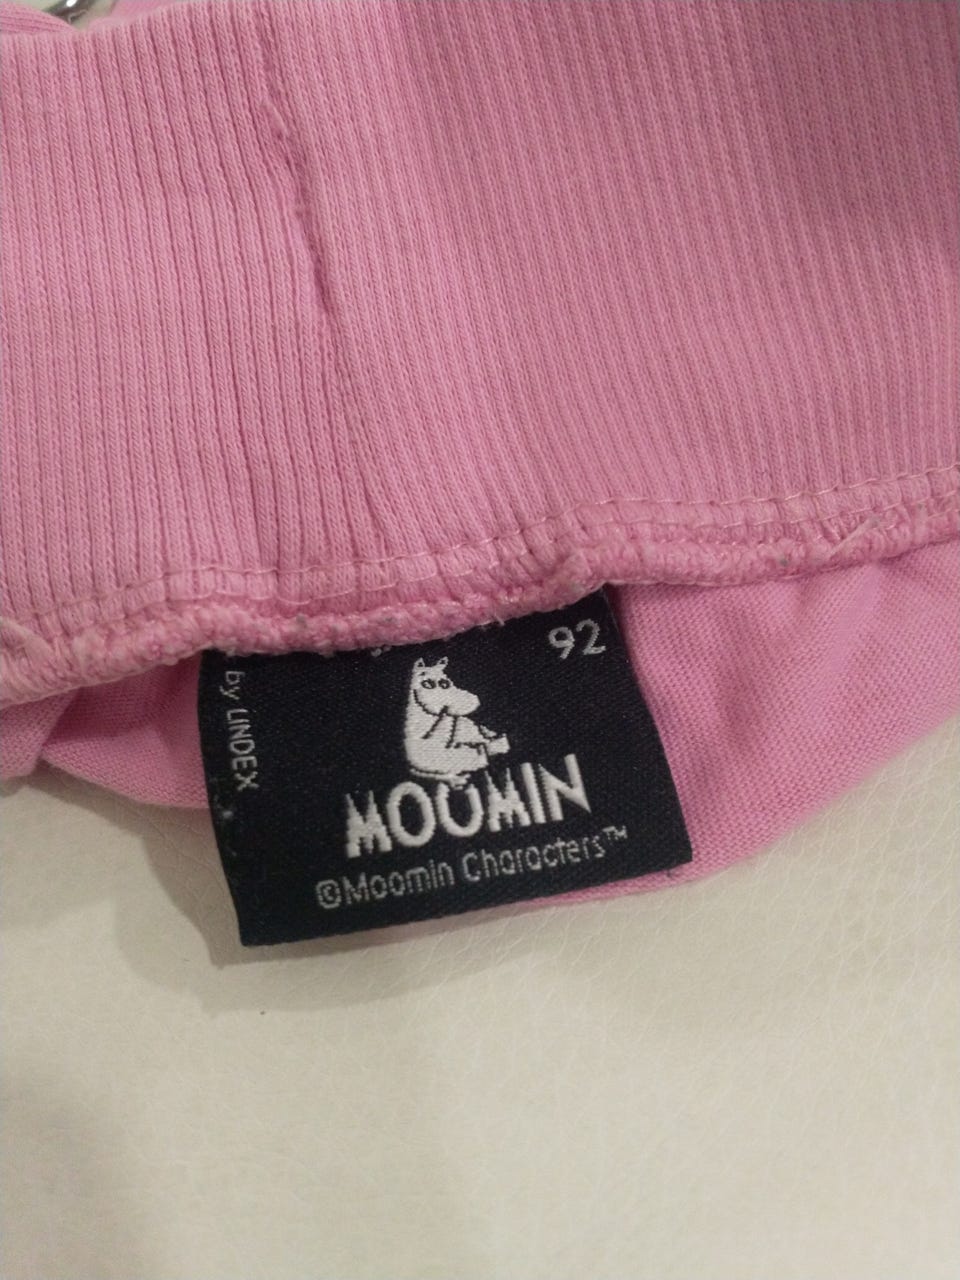 92
by LINDEX
MOOMIN
©Moomin Characters™